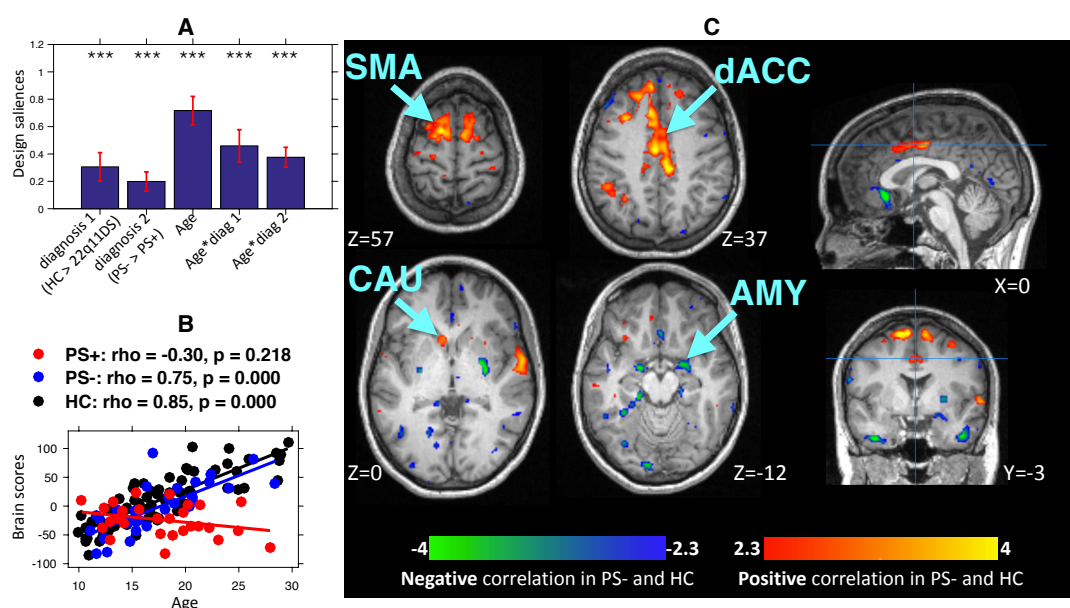 A
Design saliences
1.2
1
0.8
0.6
0.4
0.2
0
*** *** *** *** ***
diagnosis 1
(HC > 22q11DS)
diagnosis 2
(PS- > PS+)
Age
Age*diag 1
Age*diag 2
B
PS+: rho = -0.30, p = 0.218
PS-: rho = 0.75, p = 0.000
HC: rho = 0.85, p = 0.000
Brain scores
100
50
0
-50
-100
10 15 20 25 30
Age
C
SMA
Z=57
dACC
Z=37
X=0
CAU
Z=0
AMY
Z=-12
Y=-3
-4 -2.3
Negative correlation in PS- and HC
2.3 4
Positive correlation in PS- and HC